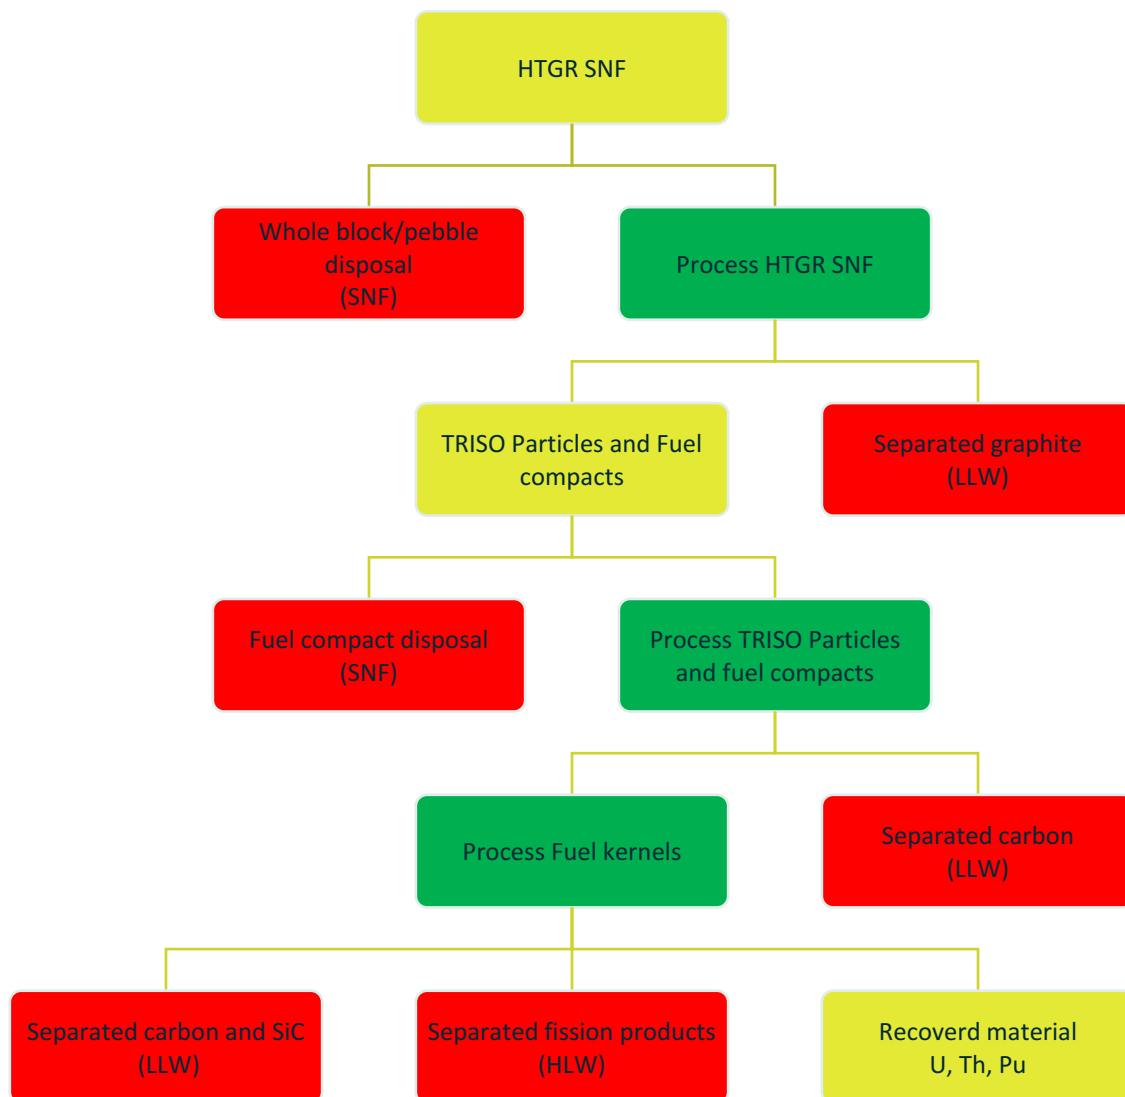 HTGR SNF
Whole block/pebble
disposal
(SNF)
Process HTGR SNF
TRISO Particles and Fuel
compacts
Separated graphite
(LLW)
Fuel compact disposal
(SNF)
Process TRISO Particles
and fuel compacts
Process Fuel kernels
Separated carbon
(LLW)
Separated carbon and SiC
(LLW)
Separated fission products
(HLW)
Recoverd material
U, Th, Pu